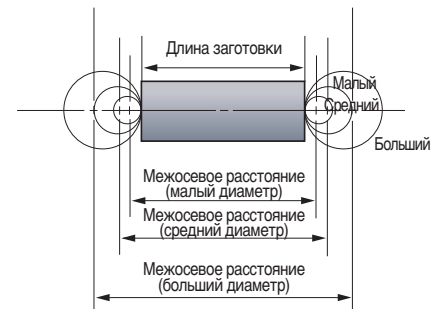 Длина заготовки
Малый
Средний
Больший
Межосевое расстояние
(малый диаметр)
Межосевое расстояние
(средний диаметр)
Межосевое расстояние
(больший диаметр)